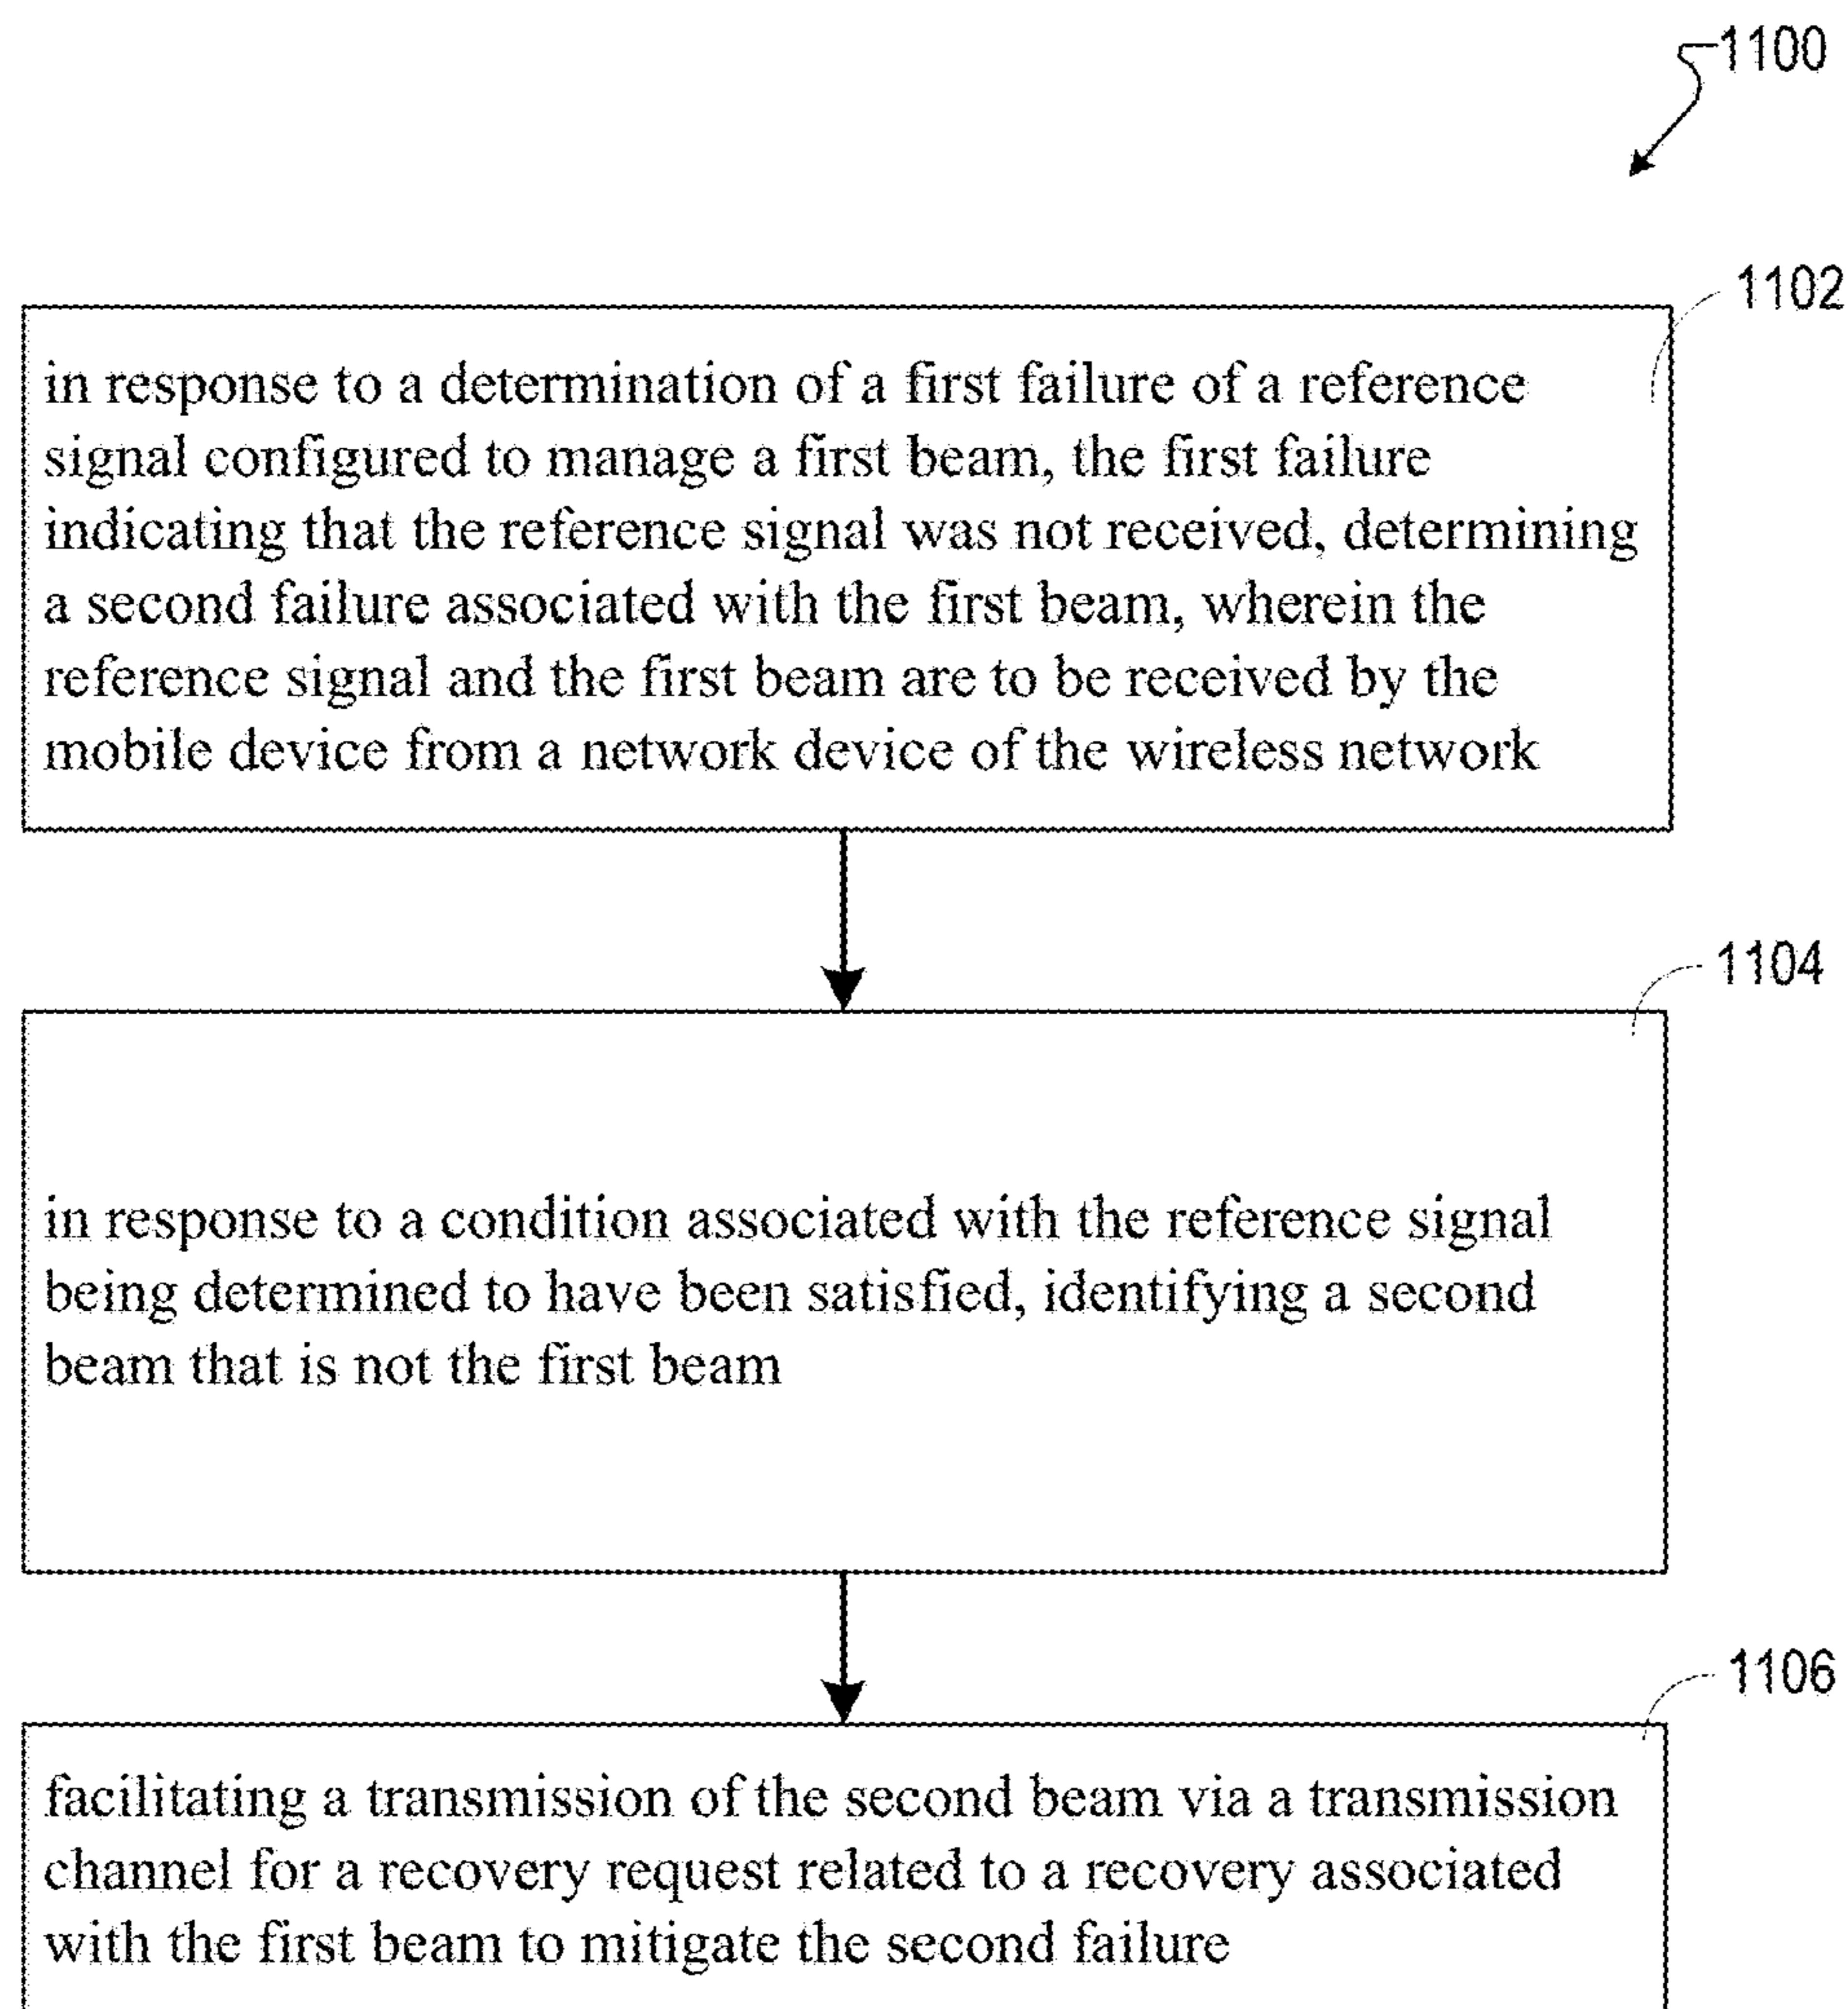 1100
1102
in response to a determination of a first failure of a reference
signal configured to manage a first beam, the first failure
indicating that the reference signal was not received, determining
a second failure associated with the first beam, wherein the
reference signal and the first beam are to be received by the
mobile device from a network device of the wireless network
1104
in response to a condition associated with the reference signal
being determined to have been satisfied, identifying a second
beam that is not the first beam
1106
facilitating a transmission of the second beam via a transmission
channel for a recovery request related to a recovery associated
with the first beam to mitigate the second failure